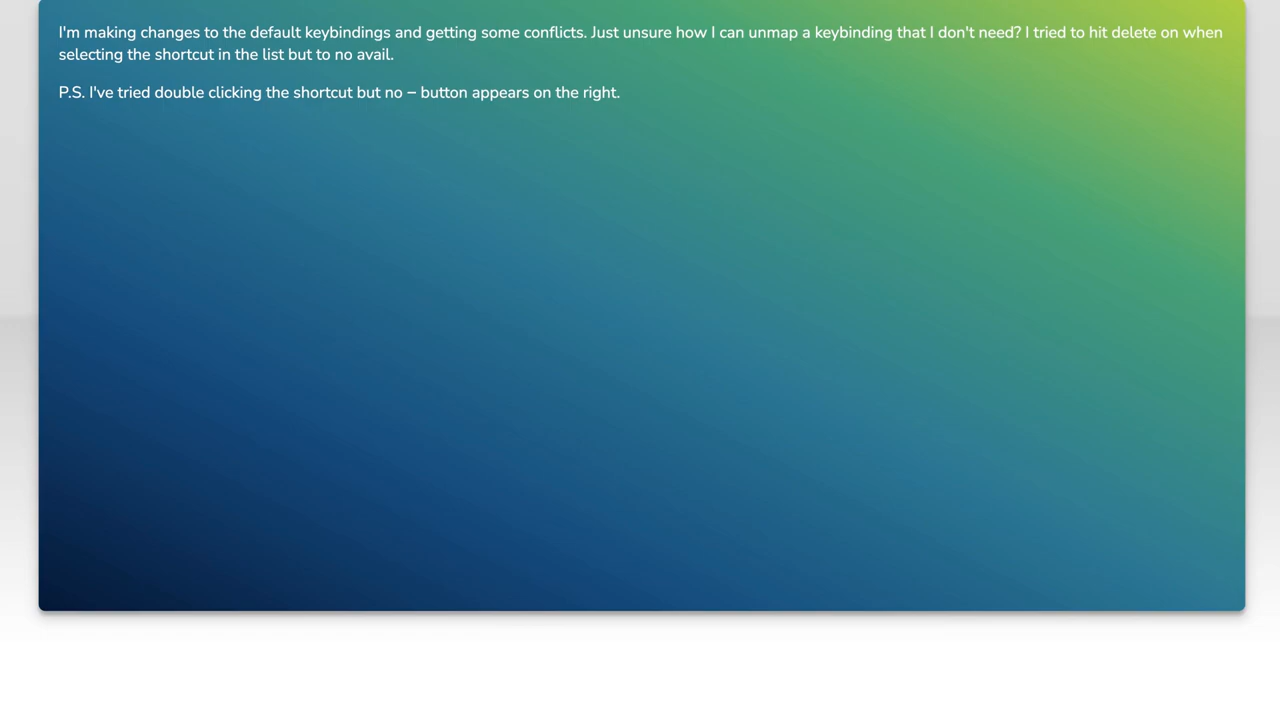 I'm making changes to the default keybindings and getting some conflicts. Just unsure how I can unmap a keybinding that I don't need? I tried to hit delete on when
selecting the shortcut in the list but to no avail.
P.S. I've tried double clicking the shortcut but no – button appears on the right.